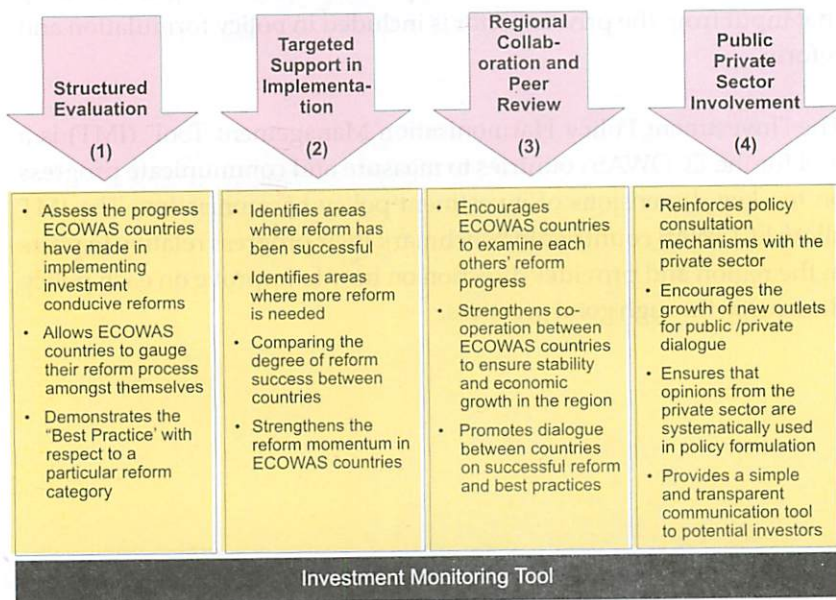 included in policy formulation and
Structured
Evaluation
(1)
Targeted
Support in
Implementa-
tion
(2)
Regional
Collab-
oration and
Peer
Review
(3)
Public
Private
Sector
Involvement
(4)
• Assess the progress
ECOWAS countries
have made in
implementing
investment
conducive reforms
• Allows ECOWAS
countries to gauge
their reform process
amongst themselves
• Demonstrates the
“Best Practice’ with
respect to a
particular reform
category
• Identifies areas
where reform has
been successful
• Identifies areas
where more reform
is needed
• Comparing the
degree of reform
success between
countries
• Strengthens the
reform momentum in
ECOWAS countries
• Encourages
ECOWAS countries
to examine each
others’ reform
progress
• Strengthens co-
operation between
ECOWAS countries
to ensure stability
and economic
growth in the region
• Promotes dialogue
between countries
on successful reform
and best practices
• Reinforces policy
consultation
mechanisms with the
private sector
• Encourages the
growth of new outlets
for public /private
dialogue
• Ensures that
opinions from the
private sector are
systematically used
in policy formulation
• Provides a simple
and transparent
communication tool
to potential investors
Investment Monitoring Tool